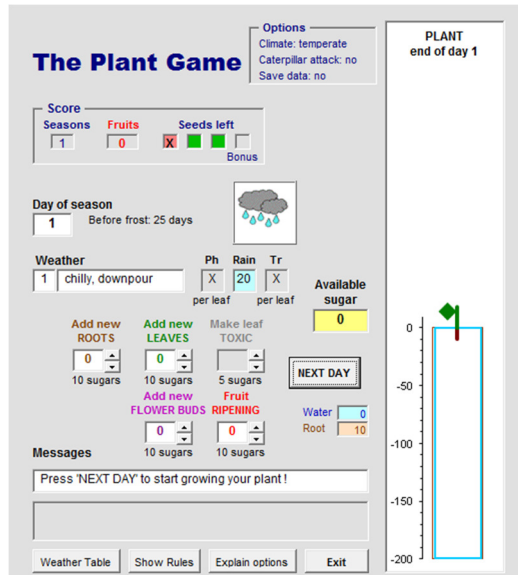 Options
Climate: temperate
Caterpillar attack: no
Save data: no
The Plant Game
PLANT
end of day 1
Score
Seasons Fruits Seeds left
1 0 X
Bonus
Day of season
1 Before frost: 25 days
Weather Ph Rain Tr
1 chilly, downpour X 20 X
per leaf per leaf
Available
sugar
0
Add new Add new Make leaf
ROOTS LEAVES TOXIC
0 0
10 sugars 10 sugars 5 sugars
NEXT DAY
Add new Fruit
FLOWER BUDS RIPENING
0 0
10 sugars 10 sugars
Water 0
Root 10
Messages
Press 'NEXT DAY' to start growing your plant !
Weather Table Show Rules Explain options Exit
0
-50
-100
-150
-200